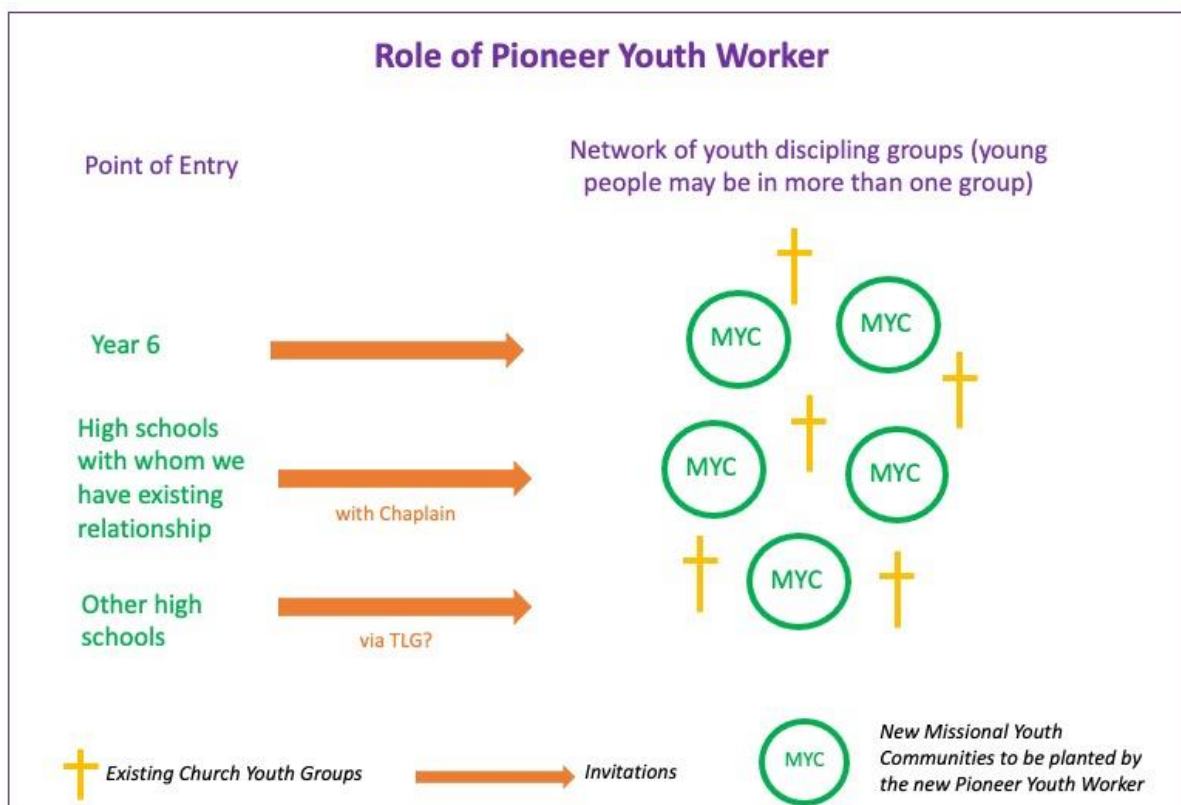 Role of Pioneer Youth Worker
Point of Entry
Network of youth discipling groups (young
people may be in more than one group)
Year 6
High schools
with whom we
have existing
relationship
with Chaplain
Other high
schools
via TLG?
MYC
MYC
MYC
MYC
MYC
Existing Church Youth Groups
Invitations
MYC
New Missional Youth
Communities to be planted by
the new Pioneer Youth Worker